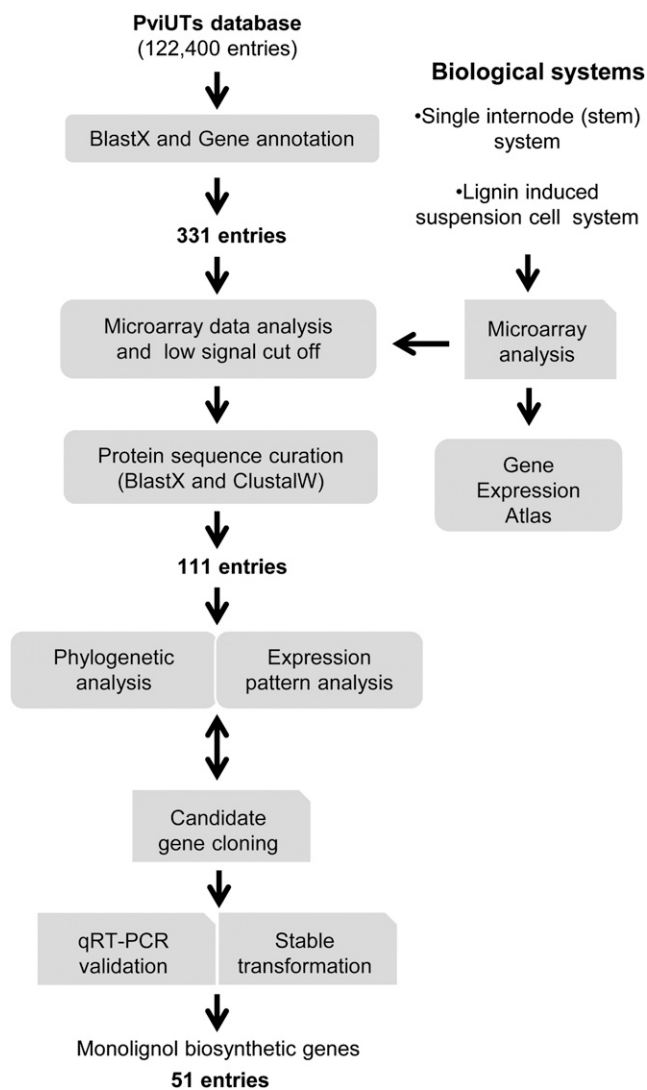 PviUTs database
(122,400 entries)
BlastX and Gene annotation
331 entries
Microarray data analysis
and low signal cut off
Protein sequence curation
(BlastX and ClustalW)
111 entries
Phylogenetic
analysis
Expression
pattern analysis
Candidate
gene cloning
qRT-PCR
validation
Stable
transformation
Monolignol biosynthetic genes
51 entries
Biological systems
•Single internode (stem)
system
•Lignin induced
suspension cell system
Microarray
analysis
Gene
Expression
Atlas